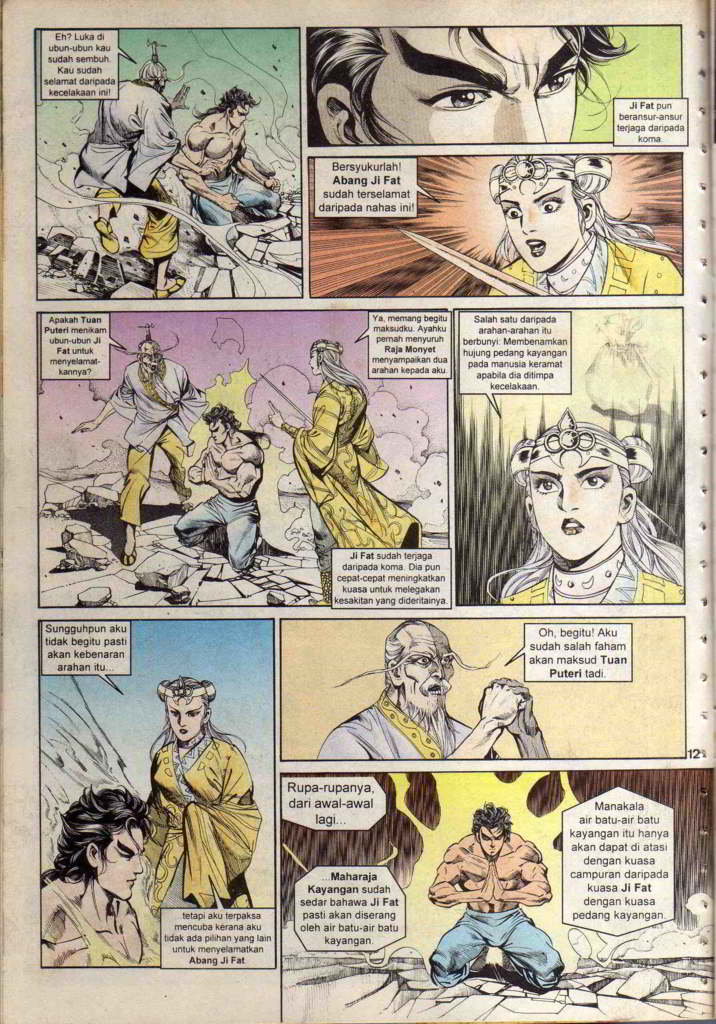 Eh? Luka di
ubun-ubun kau
sudah sembuh.
Kau sudah
selamat daripada
kecelakaan ini!
Ji Fat pun
beransur-ansur
terjaga daripada
koma.
Bersyukurlah!
Abang Ji Fat
sudah terselamat
daripada nahas ini!
Apakah Tuan
Puteri menikam
ubun-ubun Ji
Fat untuk
menyelamat-
kannya?
Ya, memang begitu
maksudku. Ayahku
pernah menyuruh
Raja Monyet
menyampaikan dua
arahan kepada aku.
Ji Fat sudah terjaga
daripada koma. Dia pun
cepat-cepat meningkatkan
kuasa untuk melegakan
kesakitan yang dideritainya.
Salah satu daripada
arahan-arahan itu
berbunyi: Membenamkan
hujung pedang kayangan
pada manusia keramat
apabila dia ditimpa
kecelakaan.
Sungguhpun aku
tidak begitu pasti
akan kebenaran
arahan itu...
...tetapi aku terpaksa
mencuba kerana aku
tidak ada pilihan yang lain
untuk menyelamatkan
Abang Ji Fat.
Oh, begitu! Aku
sudah salah faham
akan maksud Tuan
Puteri tadi.
12
Rupa-rupanya,
dari awal-awal
lagi...
...Maharaja
Kayangan sudah
sedar bahawa Ji Fat
pasti akan diserang
oleh air batu-air batu
kayangan.
Manakala
air batu-air batu
kayangan itu hanya
akan dapat di atasi
dengan kuasa
campuran daripada
kuasa Ji Fat
dengan kuasa
pedang kayangan.